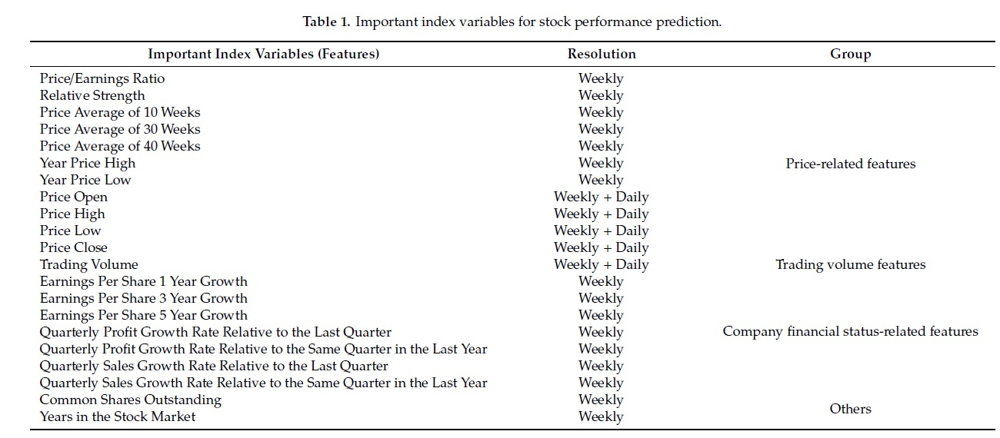 Table 1. Important index variables for stock performance prediction.
Important Index Variables (Features) Resolution Group
Price/Earnings Ratio Weekly
Relative Strength Weekly
Price Average of 10 Weeks Weekly
Price Average of 30 Weeks Weekly
Price Average of 40 Weeks Weekly
Year Price High Weekly Price-related features
Year Price Low Weekly
Price Open Weekly + Daily
Price High Weekly + Daily
Price Low Weekly + Daily
Price Close Weekly + Daily
Trading Volume Weekly + Daily Trading volume features
Earnings Per Share 1 Year Growth Weekly
Earnings Per Share 3 Year Growth Weekly
Earnings Per Share 5 Year Growth Weekly
Quarterly Profit Growth Rate Relative to the Last Quarter Weekly Company financial status-related features
Quarterly Profit Growth Rate Relative to the Same Quarter in the Last Year Weekly
Quarterly Sales Growth Rate Relative to the Last Quarter Weekly
Quarterly Sales Growth Rate Relative to the Same Quarter in the Last Year Weekly
Common Shares Outstanding Weekly
Others
Years in the Stock Market Weekly